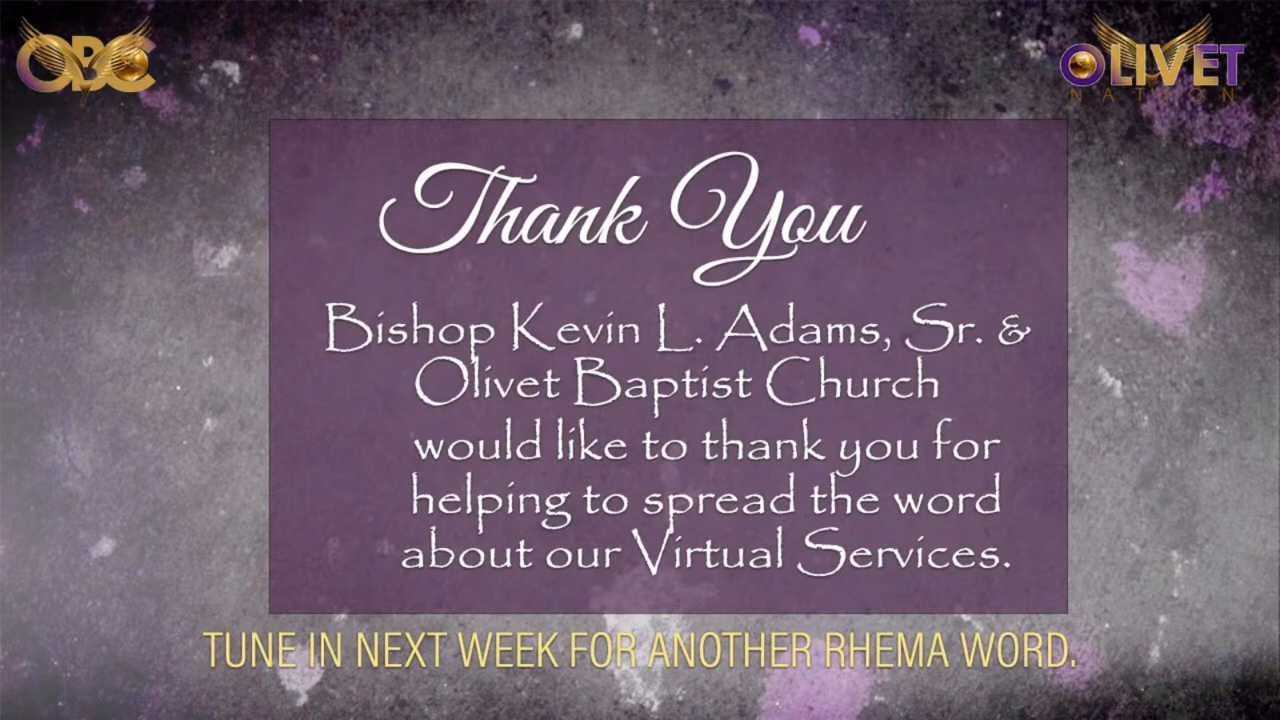 OBC
OLIVET
NATION
Thank You
Bishop Kevin L. Adams, Sr. &
Olivet Baptist Church
would like to thank you for
helping to spread the word
about our Virtual Services.
TUNE IN NEXT WEEK FOR ANOTHER RHEMA WORD.